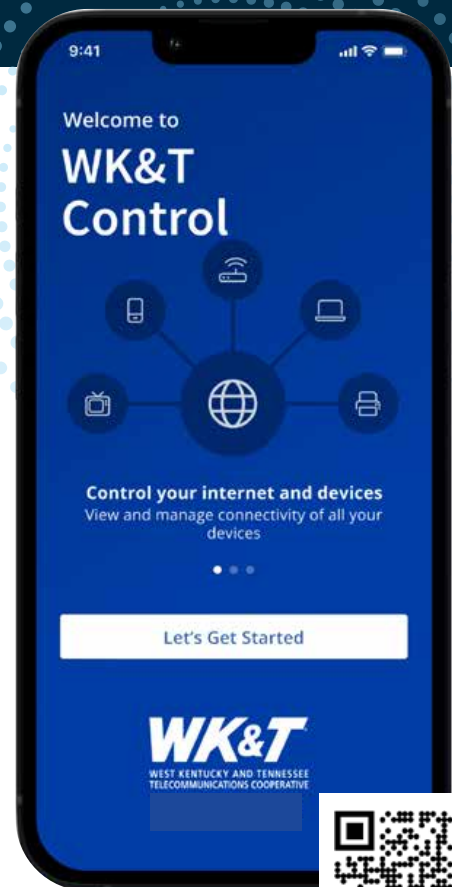 9:41
Welcome to
WK&T
Control
Control your internet and devices
View and manage connectivity of all your
devices
Let's Get Started
WK&T
WEST KENTUCKY AND TENNESSEE
TELECOMMUNICATIONS COOPERATIVE